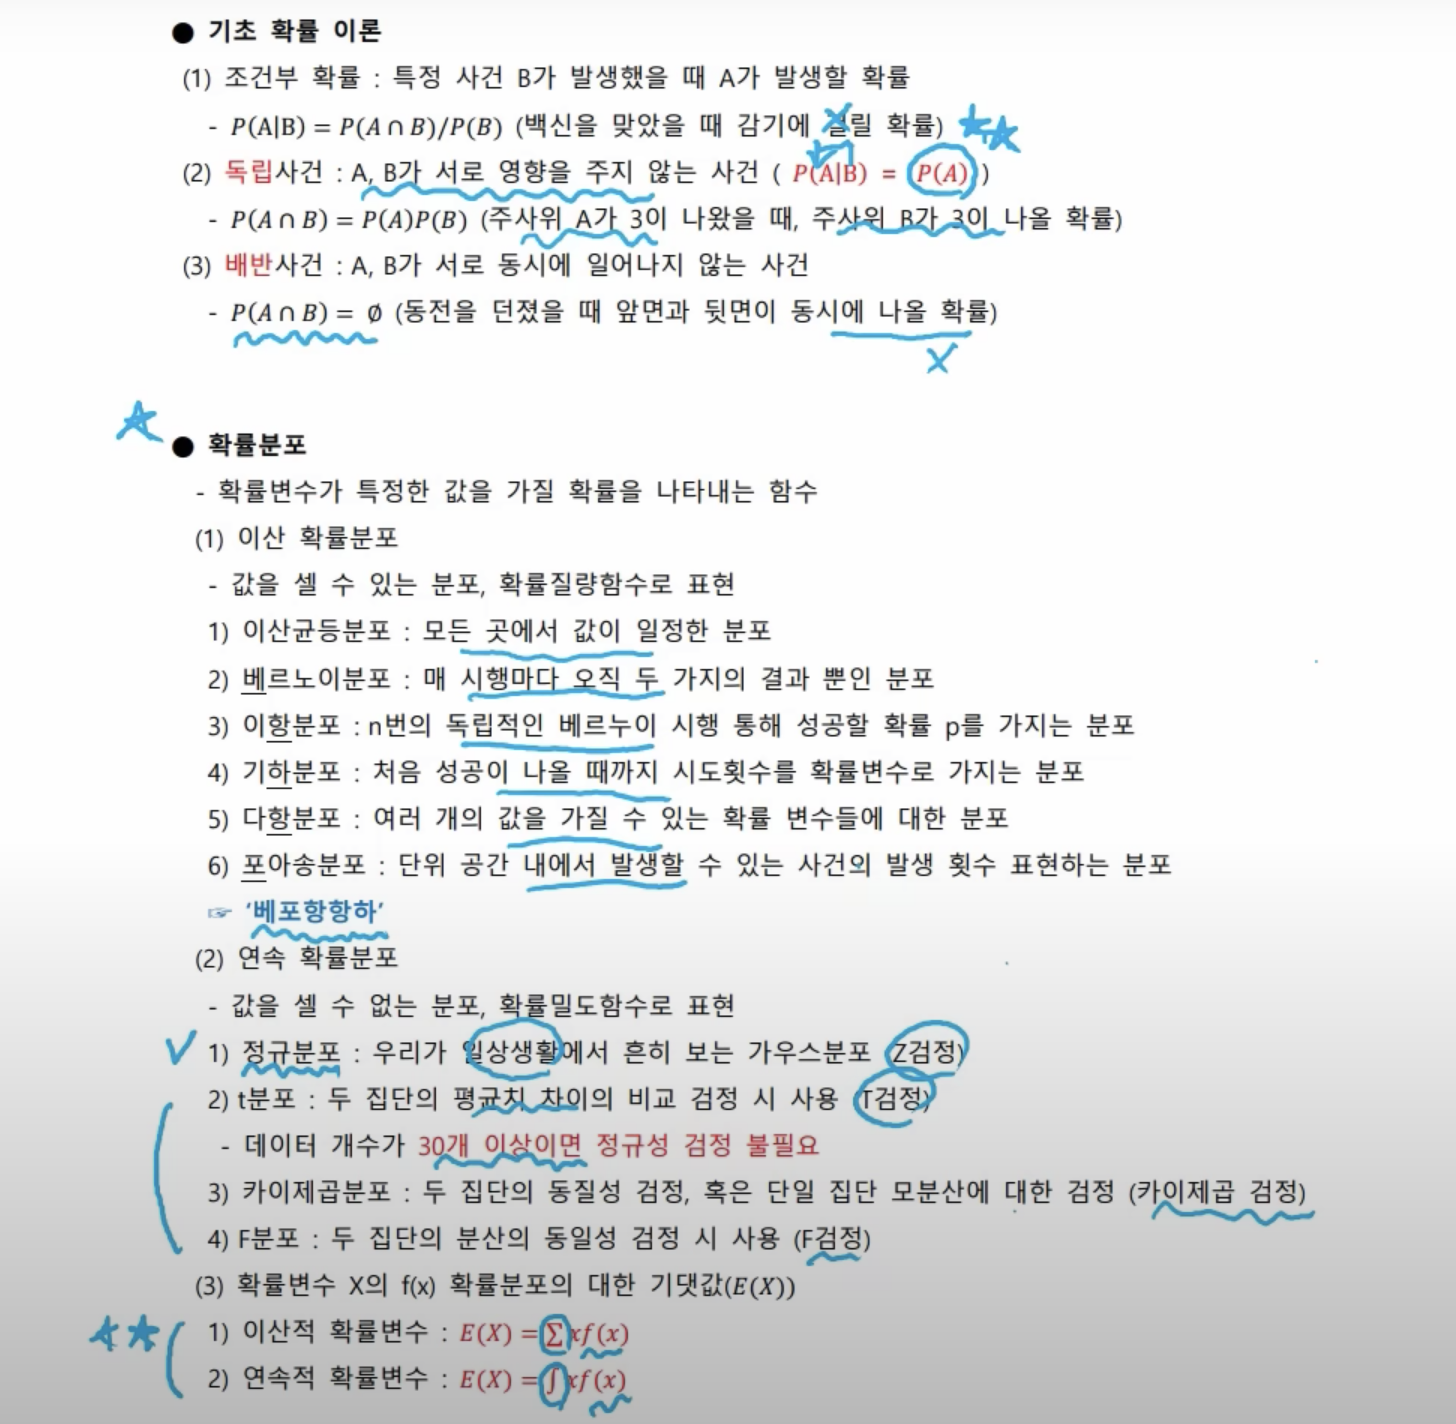 ● 기초 확률 이론
(1) 조건부 확률 : 특정 사건 B가 발생했을 때 A가 발생할 확률
- P(A|B) = P(A∩B)/P(B) (백신을 맞았을 때 감기에 걸릴 확률)
(2) 독립사건 : A, B가 서로 영향을 주지 않는 사건 ( P(A|B) = P(A) )
- P(A∩B) = P(A)P(B) (주사위 A가 3이 나왔을 때, 주사위 B가 3이 나올 확률)
(3) 배반사건 : A, B가 서로 동시에 일어나지 않는 사건
- P(A∩B) = ∅ (동전을 던졌을 때 앞면과 뒷면이 동시에 나올 확률)
● 확률분포
- 확률변수가 특정한 값을 가질 확률을 나타내는 함수
(1) 이산 확률분포
- 값을 셀 수 있는 분포, 확률질량함수로 표현
1) 이산균등분포 : 모든 곳에서 값이 일정한 분포
2) 베르노이분포 : 매 시행마다 오직 두 가지의 결과 뿐인 분포
3) 이항분포 : n번의 독립적인 베르누이 시행 통해 성공할 확률 p를 가지는 분포
4) 기하분포 : 처음 성공이 나올 때까지 시도횟수를 확률변수로 가지는 분포
5) 다항분포 : 여러 개의 값을 가질 수 있는 확률 변수들에 대한 분포
6) 포아송분포 : 단위 공간 내에서 발생할 수 있는 사건의 발생 횟수 표현하는 분포
☞ '베포항항하'
(2) 연속 확률분포
- 값을 셀 수 없는 분포, 확률밀도함수로 표현
1) 정규분포 : 우리가 일상생활에서 흔히 보는 가우스분포 (Z검정)
2) t분포 : 두 집단의 평균치 차이의 비교 검정 시 사용 (T검정)
- 데이터 개수가 30개 이상이면 정규성 검정 불필요
3) 카이제곱분포 : 두 집단의 동질성 검정, 혹은 단일 집단 모분산에 대한 검정 (카이제곱 검정)
4) F분포 : 두 집단의 분산의 동일성 검정 시 사용 (F검정)
(3) 확률변수 X의 f(x) 확률분포의 대한 기댓값(E(X))
1) 이산적 확률변수 : E(X) = ∑xf(x)
2) 연속적 확률변수 : E(X) = ∫xf(x)